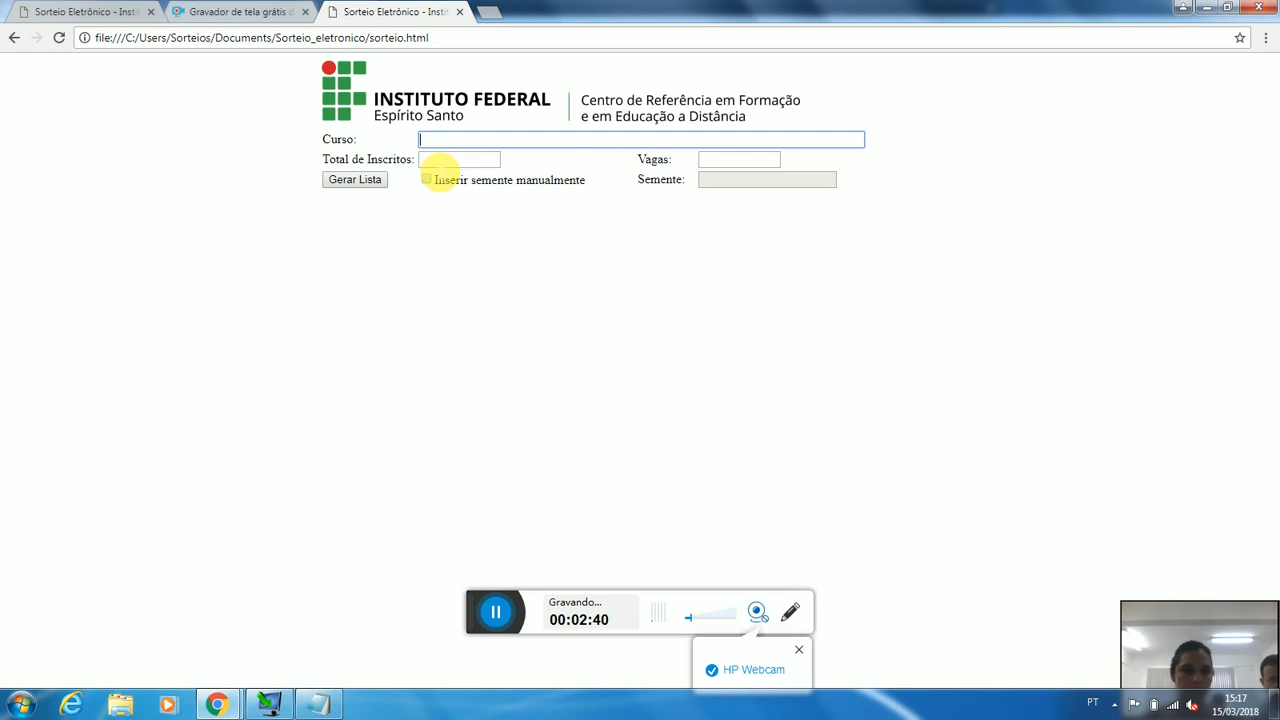 Sorteio Eletrônico - Insti
Gravador de tela grátis d
Sorteio Eletrônico - Insti
file:///C:/Users/Sorteios/Documents/Sorteio_eletronico/sorteio.html
INSTITUTO FEDERAL
Espírito Santo
Centro de Referência em Formação
e em Educação a Distância
Curso:
Total de Inscritos:
Vagas:
Gerar Lista
Inserir semente manualmente
Semente:
Gravando...
00:02:40
HP Webcam
PT
15:17
15/03/2018